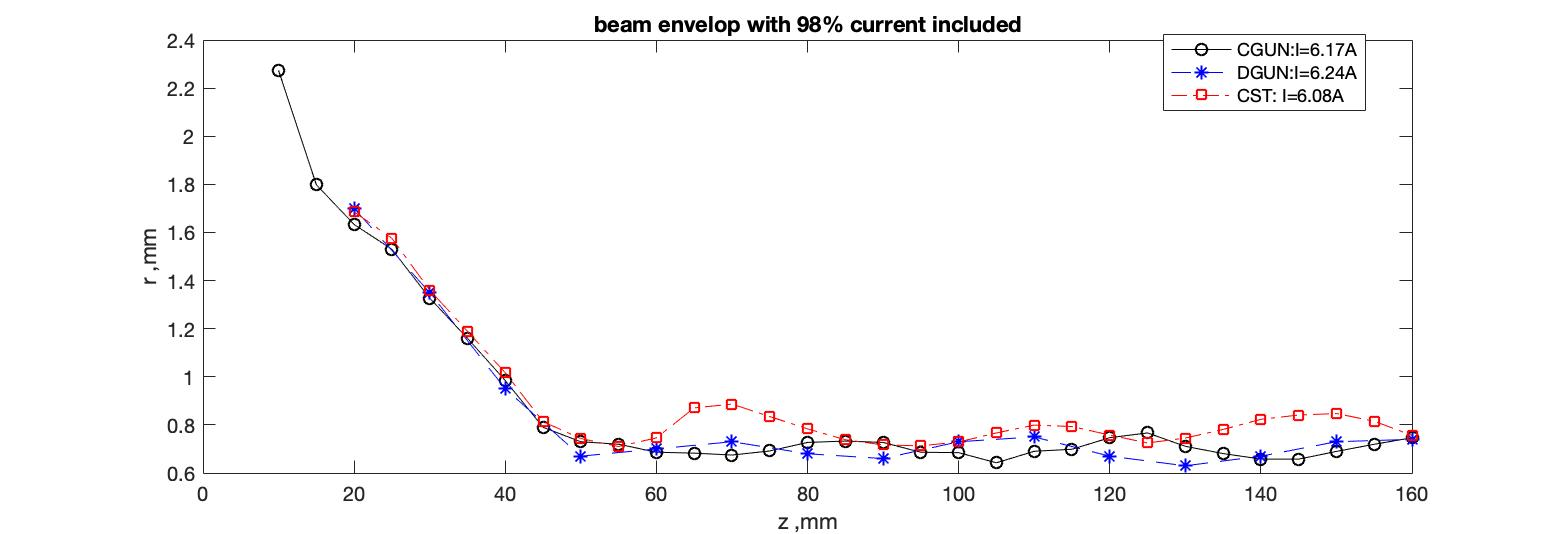 beam envelop with 98% current included
CGUN:I=6.17A
DGUN:I=6.24A
CST: I=6.08A
2.4
2.2
2
1.8
1.6
1.4
1.2
1
0.8
0.6
r ,mm
0 20 40 60 80 100 120 140 160
z ,mm